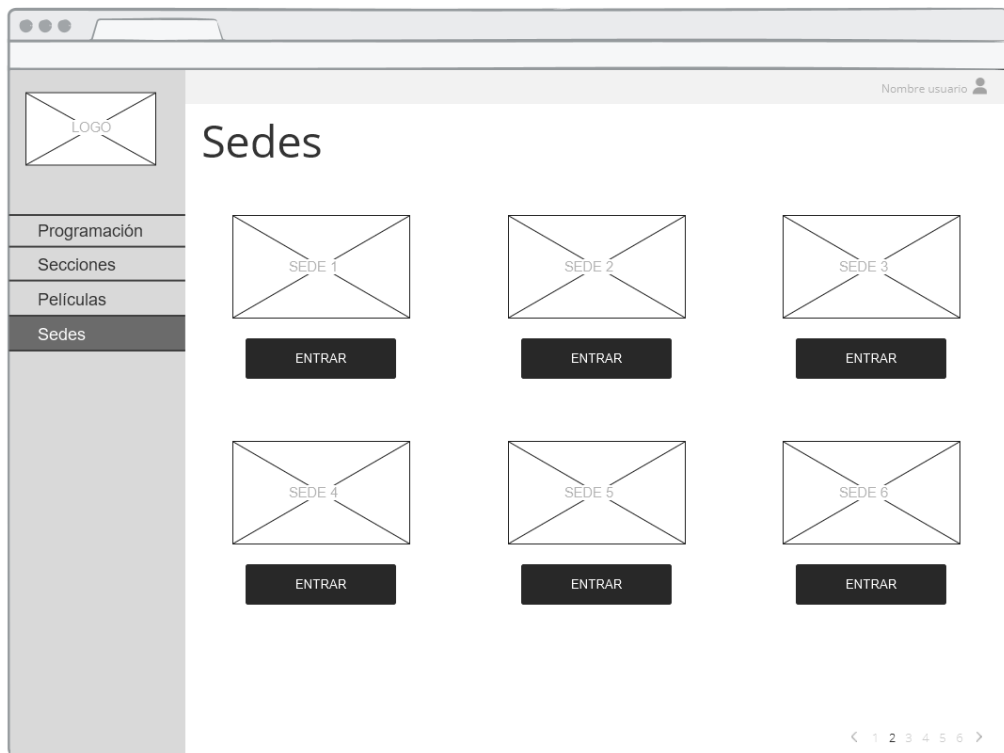 Nombre usuario
LOGO
Sedes
Programación
Secciones
Películas
Sedes
SEDE 1 SEDE 2 SEDE 3
ENTRAR ENTRAR ENTRAR
SEDE 4 SEDE 5 SEDE 6
ENTRAR ENTRAR ENTRAR
< 1 2 3 4 5 6 >